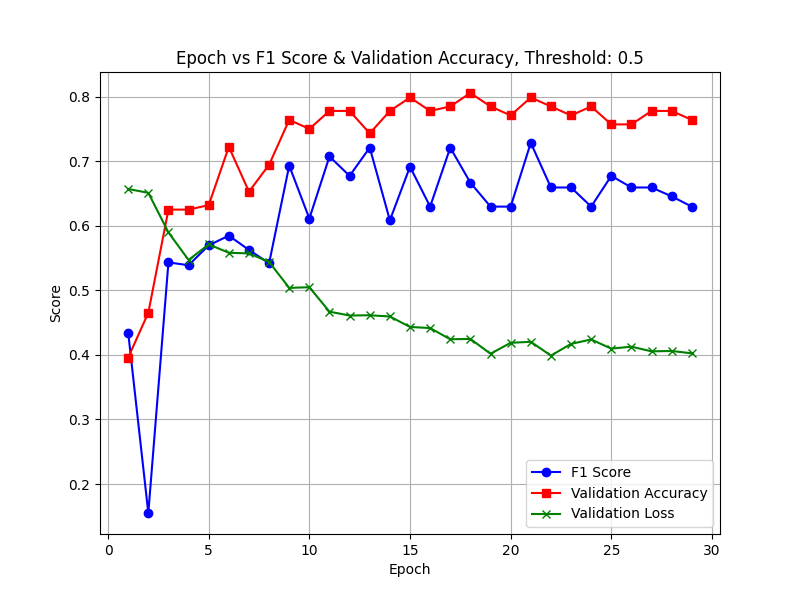 Epoch vs F1 Score & Validation Accuracy, Threshold: 0.5
0.8
0.7
0.6
0.5
0.4
0.3
0.2
Score
F1 Score
Validation Accuracy
Validation Loss
0 5 10 15 20 25 30
Epoch